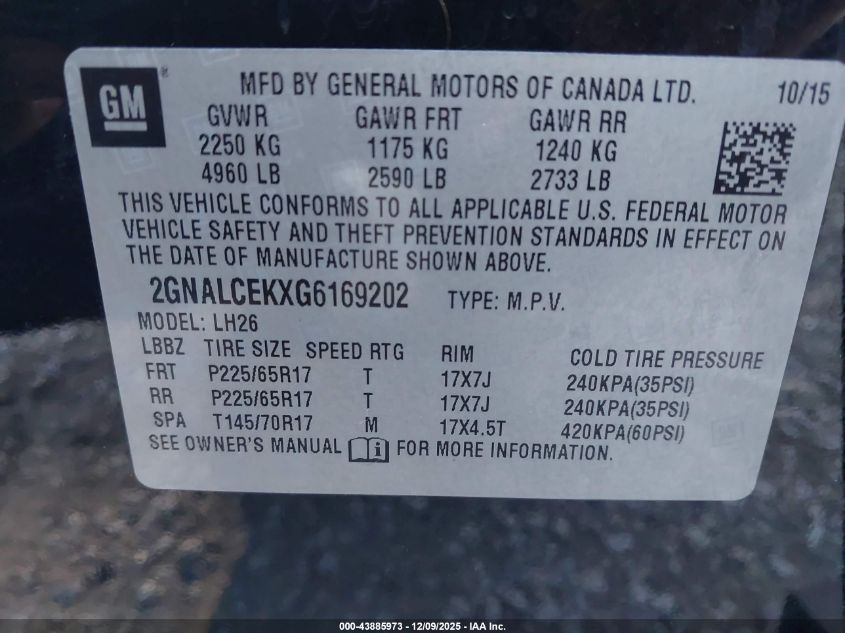 GM ®
MFD BY GENERAL MOTORS OF CANADA LTD. 10/15
GVWR GAWR FRT GAWR RR
2250 KG 1175 KG 1240 KG
4960 LB 2590 LB 2733 LB
THIS VEHICLE CONFORMS TO ALL APPLICABLE U.S. FEDERAL MOTOR
VEHICLE SAFETY AND THEFT PREVENTION STANDARDS IN EFFECT ON
THE DATE OF MANUFACTURE SHOWN ABOVE.
2GNALCEKXG6169202 TYPE: M.P.V.
MODEL: LH26
LBBZ TIRE SIZE SPEED RTG RIM COLD TIRE PRESSURE
FRT P225/65R17 T 17X7J 240KPA(35PSI)
RR P225/65R17 T 17X7J 240KPA(35PSI)
SPA T145/70R17 M 17X4.5T 420KPA(60PSI)
SEE OWNER'S MANUAL i FOR MORE INFORMATION.
000-43885973 - 12/09/2025 - IAA Inc.